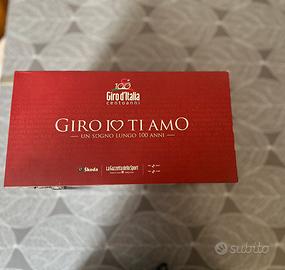 100
Giro d'Italia
centoanni
GIRO IO TI AMO
UN SOGNO LUNGO 100 ANNI
Škoda
La Gazzetta dello Sport
subito